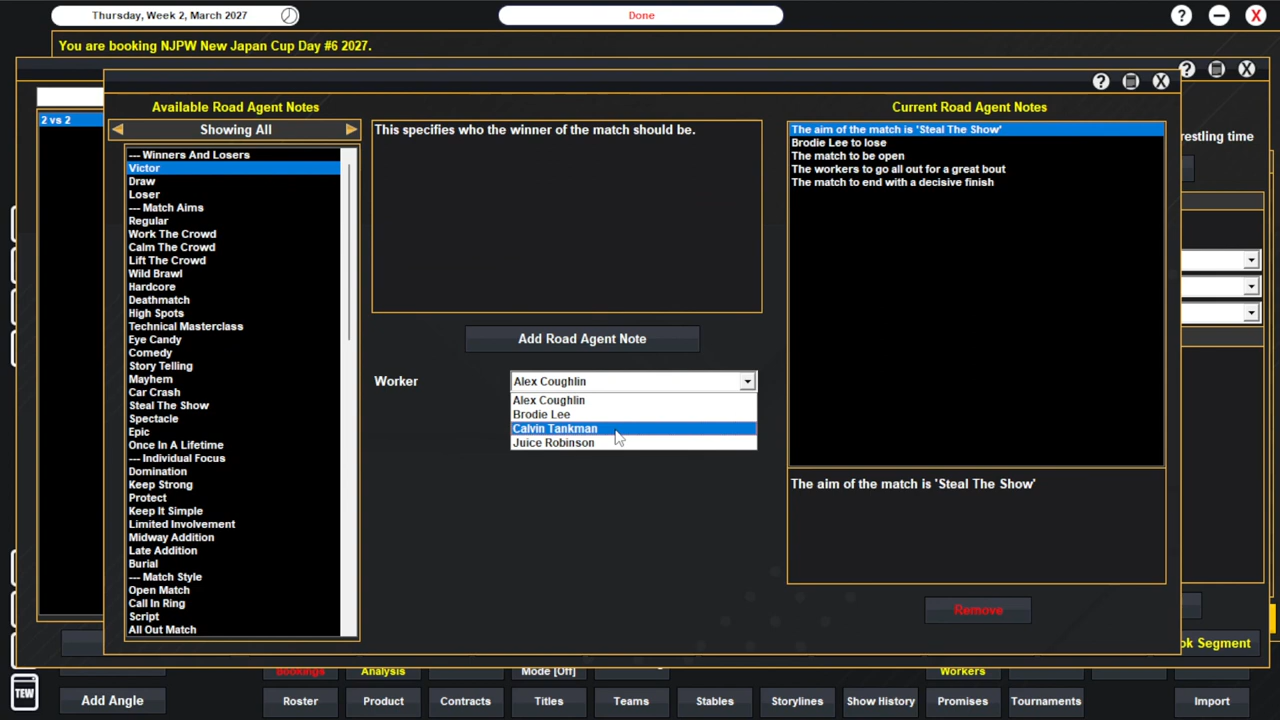 Thursday, Week 2, March 2027
Done
?
X
You are booking NJPW New Japan Cup Day #6 2027.
?
X
?
X
Available Road Agent Notes
Showing All
--- Winners And Losers
Victor
Draw
Loser
--- Match Aims
Regular
Work The Crowd
Calm The Crowd
Lift The Crowd
Wild Brawl
Hardcore
Deathmatch
High Spots
Technical Masterclass
Eye Candy
Comedy
Story Telling
Mayhem
Car Crash
Steal The Show
Spectacle
Epic
Once In A Lifetime
--- Individual Focus
Domination
Keep Strong
Protect
Keep It Simple
Limited Involvement
Midway Addition
Late Addition
Burial
--- Match Style
Open Match
Call In Ring
Script
All Out Match
2 vs 2
This specifies who the winner of the match should be.
Add Road Agent Note
Worker
Alex Coughlin
Alex Coughlin
Brodie Lee
Calvin Tankman
Juice Robinson
Current Road Agent Notes
The aim of the match is 'Steal The Show'
Brodie Lee to lose
The match to be open
The workers to go all out for a great bout
The match to end with a decisive finish
The aim of the match is 'Steal The Show'
Remove
restling time
ok Segment
Bookings
Analysis
Mode [Off]
Workers
TEW
Add Angle
Roster
Product
Contracts
Titles
Teams
Stables
Storylines
Show History
Promises
Tournaments
Import